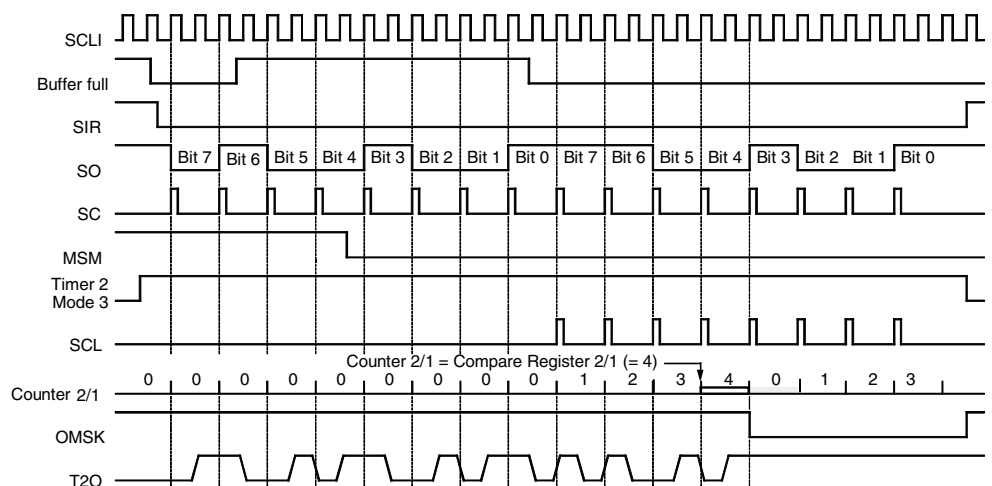 SCLI
Buffer full
SIR
SO
Bit 7 Bit 6 Bit 5 Bit 4 Bit 3 Bit 2 Bit 1 Bit 0 Bit 7 Bit 6 Bit 5 Bit 4 Bit 3 Bit 2 Bit 1 Bit 0
SC
MSM
Timer 2
Mode 3
SCL
Counter 2/1 = Compare Register 2/1 (= 4)
0 0 0 0 0 0 0 0 0 1 2 3 4 0 1 2 3
Counter 2/1
OMSK
T2O